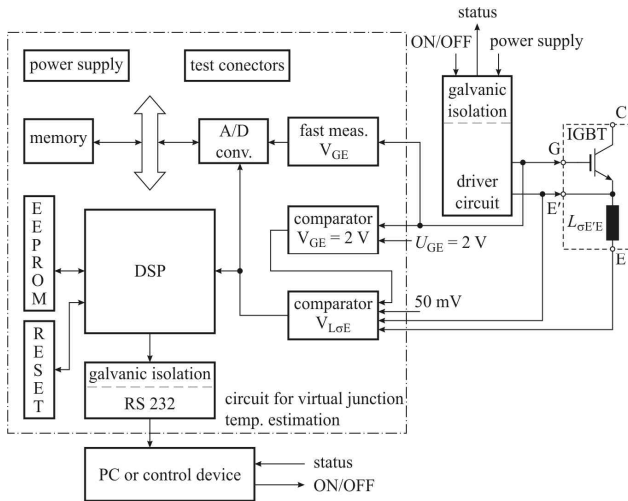 status
ON/OFF
power supply
power supply
test conectors
galvanic
isolation
C
IGBT
memory
A/D
conv.
fast meas.
V_GE
G
driver
circuit
E'
L_σE'E
E
EEPROM
DSP
comparator
V_GE = 2 V
U_GE = 2 V
comparator
V_LσE
50 mV
RESET
galvanic isolation
RS 232
circuit for virtual junction
temp. estimation
PC or control device
status
ON/OFF